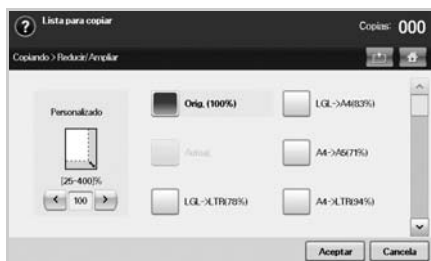 Lista para copiar
Copias: 000
Copiando > Reducir/Ampliar
Personalizado
[25-400]%
100
Orig. (100%)
LGL->A4(83%)
A4->A5(71%)
LGL->LTR(78%)
A4->LTR(94%)
Aceptar
Cancela